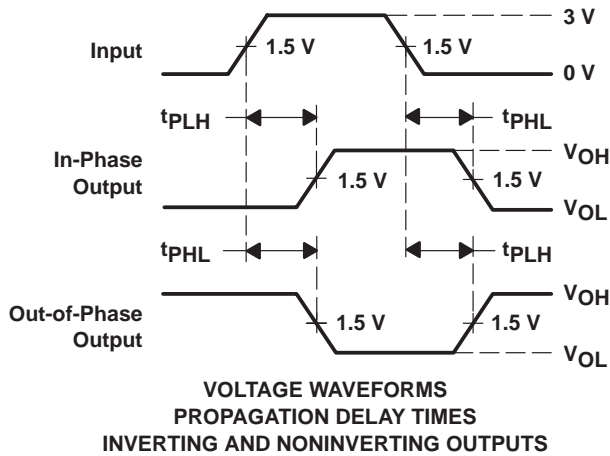 3 V
Input
1.5 V
1.5 V
0 V
tPLH
tPHL
In-Phase
Output
VOH
1.5 V
1.5 V
VOL
tPHL
tPLH
Out-of-Phase
Output
VOH
1.5 V
1.5 V
VOL
VOLTAGE WAVEFORMS
PROPAGATION DELAY TIMES
INVERTING AND NONINVERTING OUTPUTS